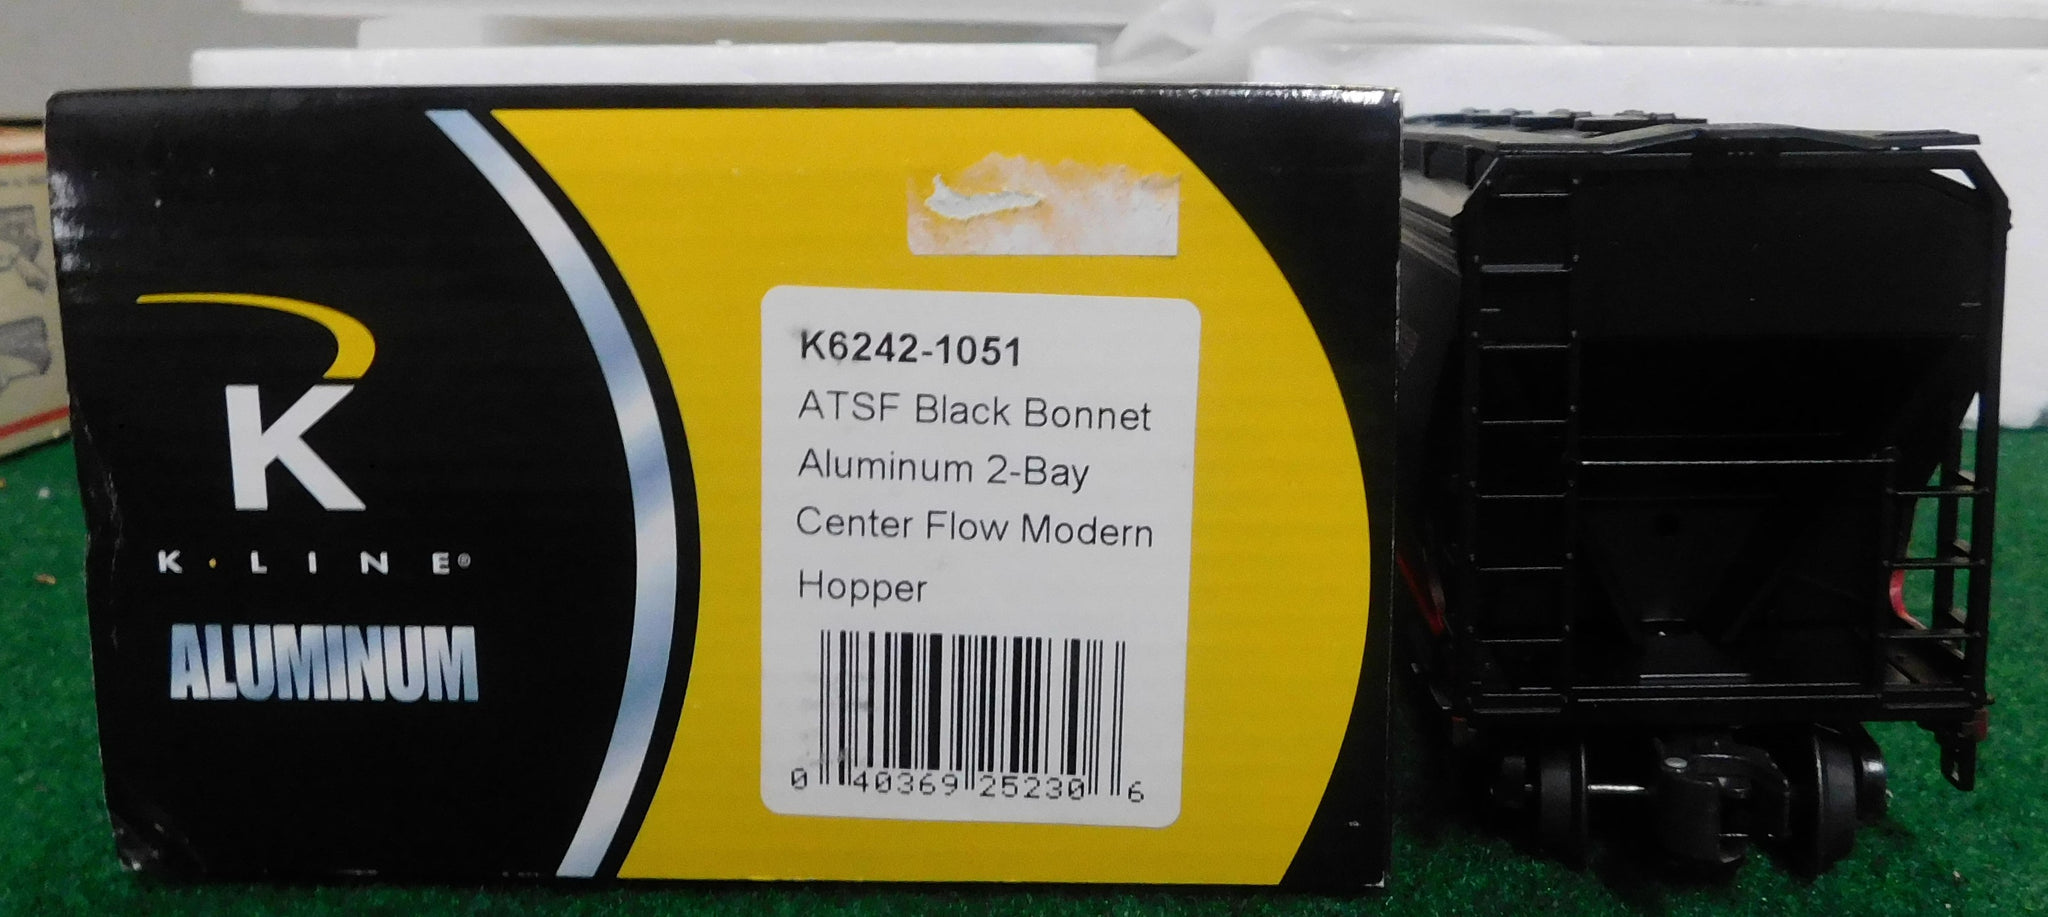 K
K·LINE®
ALUMINUM
K6242-1051
ATSF Black Bonnet
Aluminum 2-Bay
Center Flow Modern
Hopper
0 40369 25230 6